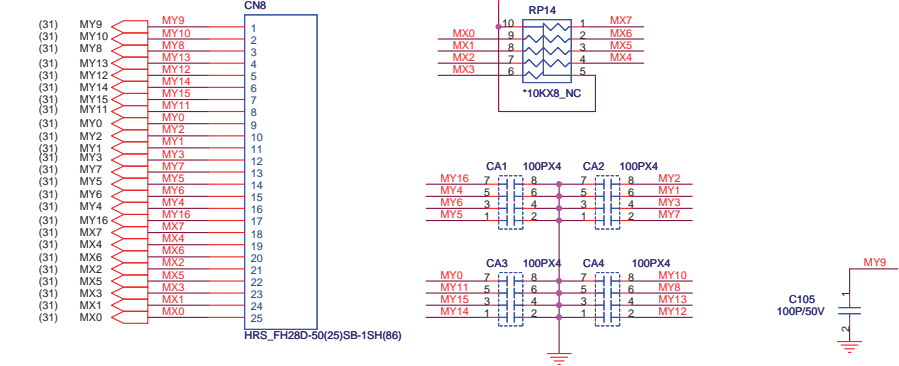 CN8
(31) MY9 MY9 1
(31) MY10 MY10 2
(31) MY8 MY8 3
(31) MY13 MY13 4
(31) MY12 MY12 5
(31) MY14 MY14 6
(31) MY15 MY15 7
(31) MY11 MY11 8
(31) MY0 MY0 9
(31) MY2 MY2 10
(31) MY1 MY1 11
(31) MY3 MY3 12
(31) MY7 MY7 13
(31) MY5 MY5 14
(31) MY6 MY6 15
(31) MY4 MY4 16
(31) MY16 MY16 17
(31) MX7 MX7 18
(31) MX4 MX4 19
(31) MX6 MX6 20
(31) MX2 MX2 21
(31) MX5 MX5 22
(31) MX3 MX3 23
(31) MX1 MX1 24
(31) MX0 MX0 25
HRS_FH28D-50(25)SB-1SH(86)
RP14
10 1 MX7
MX0 9 2 MX6
MX1 8 3 MX5
MX2 7 4 MX4
MX3 6 5
*10KX8_NC
CA1 100PX4 CA2 100PX4
MY16 7 8 7 8 MY2
MY4 5 6 5 6 MY1
MY6 3 4 3 4 MY3
MY5 1 2 1 2 MY7
CA3 100PX4 CA4 100PX4
MY0 7 8 7 8 MY10
MY11 5 6 5 6 MY8
MY15 3 4 3 4 MY13
MY14 1 2 1 2 MY12
MY9
1
C105
100P/50V
2